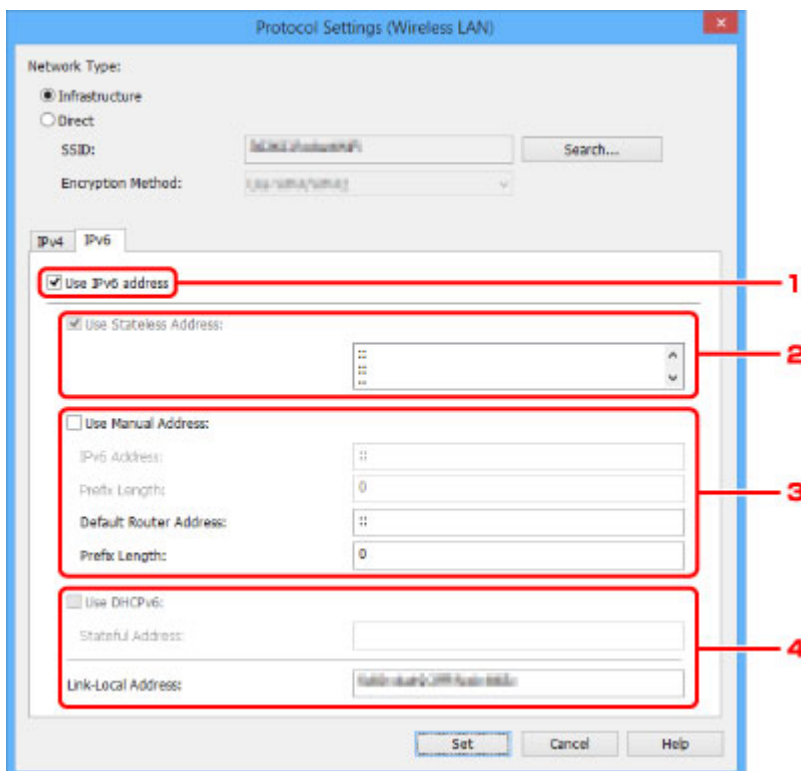 Protocol Settings (Wireless LAN)
Network Type:
Infrastructure
Direct
SSID:
Search...
Encryption Method:
IPv4 IPv6
Use IPv6 address
1
Use Stateless Address:
::
::
::
2
Use Manual Address:
IPv6 Address: ::
Prefix Length: 0
3
Default Router Address: ::
Prefix Length: 0
Use DHCPv6:
Stateful Address:
4
Link-Local Address:
Set Cancel Help